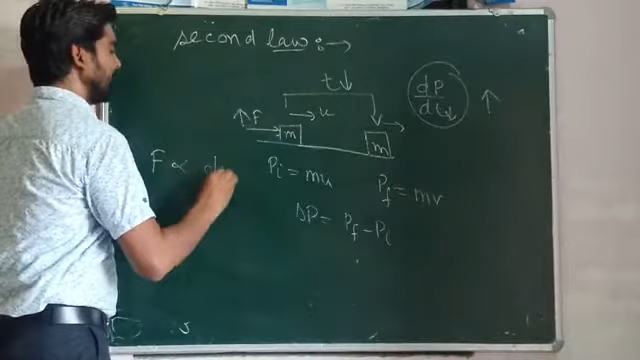 second law :→
t↓
dP
dt↓ ↑
↑F → u
m m
F ∝ d
Pi = mu
Pf = mv
ΔP = Pf - Pi